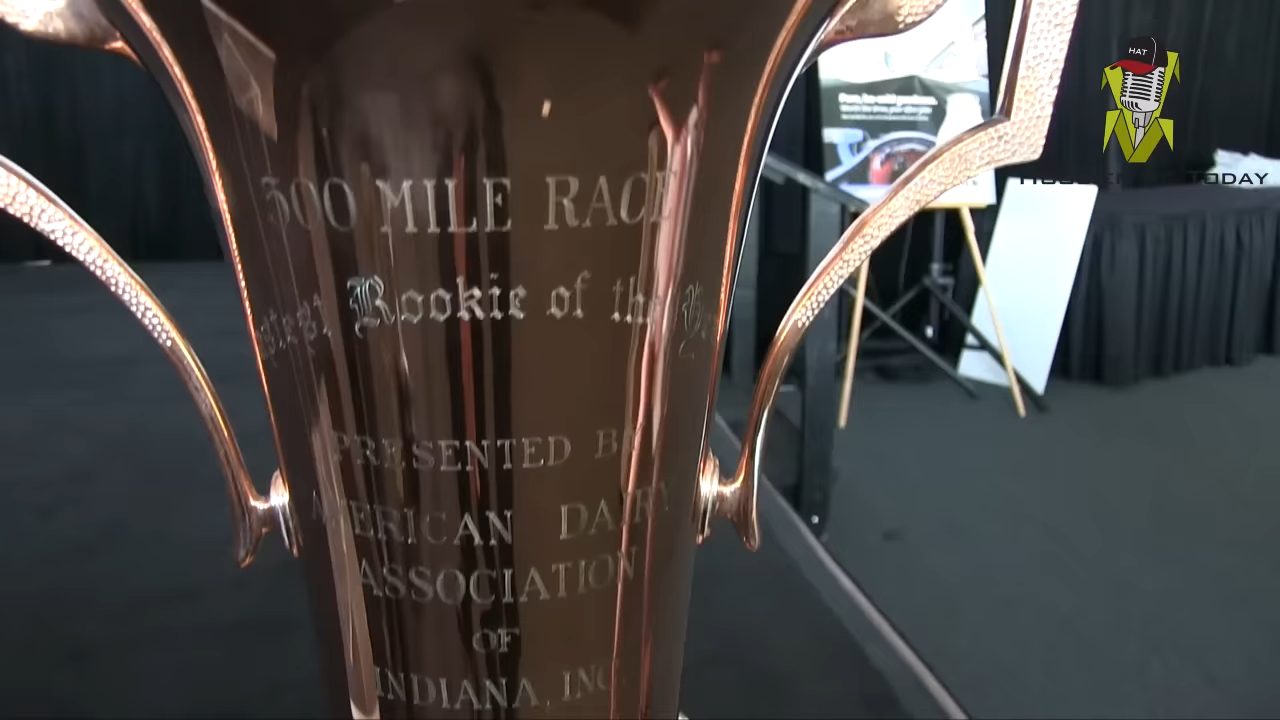 500 MILE RACE
Rookie of the
PRESENTED BY
AMERICAN DAIRY
ASSOCIATION
OF
INDIANA, INC.
HAT
TODAY